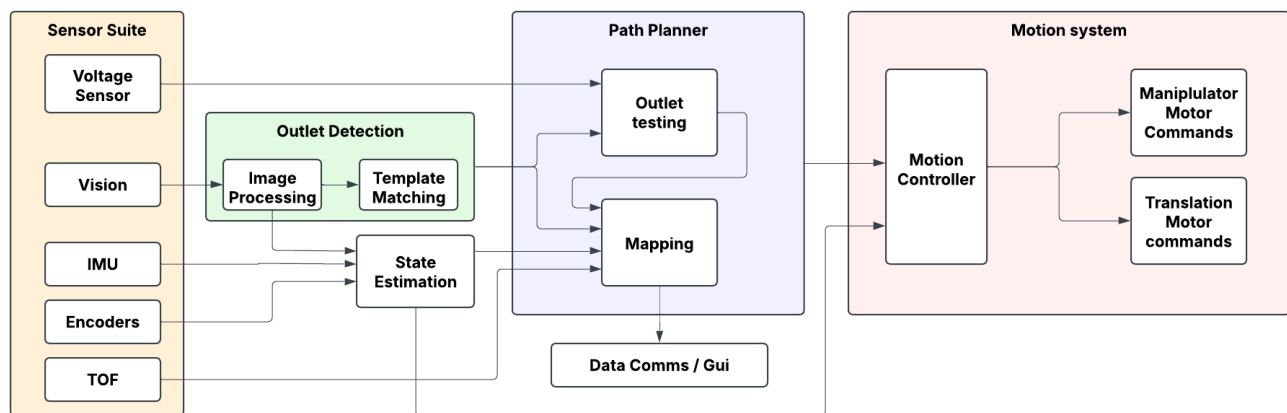 Sensor Suite
Voltage
Sensor
Vision
IMU
Encoders
TOF
Outlet Detection
Image
Processing
Template
Matching
State
Estimation
Path Planner
Outlet
testing
Mapping
Data Comms / Gui
Motion system
Motion
Controller
Maniplulator
Motor
Commands
Translation
Motor
commands